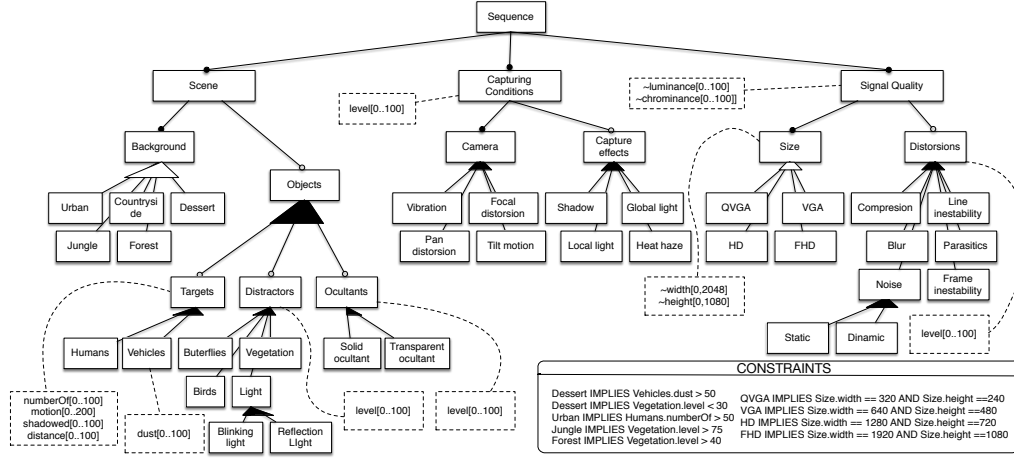 Sequence
Scene
Capturing
Conditions
Signal Quality
~luminance[0..100]
~chrominance[0..100]]
level[0..100]
Background
Objects
Camera
Capture
effects
Size
Distorsions
Urban
Countrysi
de
Dessert
Jungle
Forest
Vibration
Focal
distorsion
Pan
distorsion
Tilt motion
Shadow
Global light
Local light
Heat haze
QVGA
VGA
HD
FHD
Compresion
Line
inestability
Blur
Parasitics
Noise
Frame
inestability
Static
Dinamic
~width[0,2048]
~height[0,1080]
level[0..100]
Targets
Distractors
Ocultants
Humans
Vehicles
Buterflies
Vegetation
Solid
ocultant
Transparent
ocultant
Birds
Light
Blinking
light
Reflection
LIght
numberOf[0..100]
motion[0..200]
shadowed[0..100]
distance[0..100]
dust[0..100]
level[0..100]
level[0..100]
CONSTRAINTS
Dessert IMPLIES Vehicles.dust > 50
Dessert IMPLIES Vegetation.level < 30
Urban IMPLIES Humans.numberOf > 50
Jungle IMPLIES Vegetation.level > 75
Forest IMPLIES Vegetation.level > 40
QVGA IMPLIES Size.width == 320 AND Size.height ==240
VGA IMPLIES Size.width == 640 AND Size.height ==480
HD IMPLIES Size.width == 1280 AND Size.height ==720
FHD IMPLIES Size.width == 1920 AND Size.height ==1080